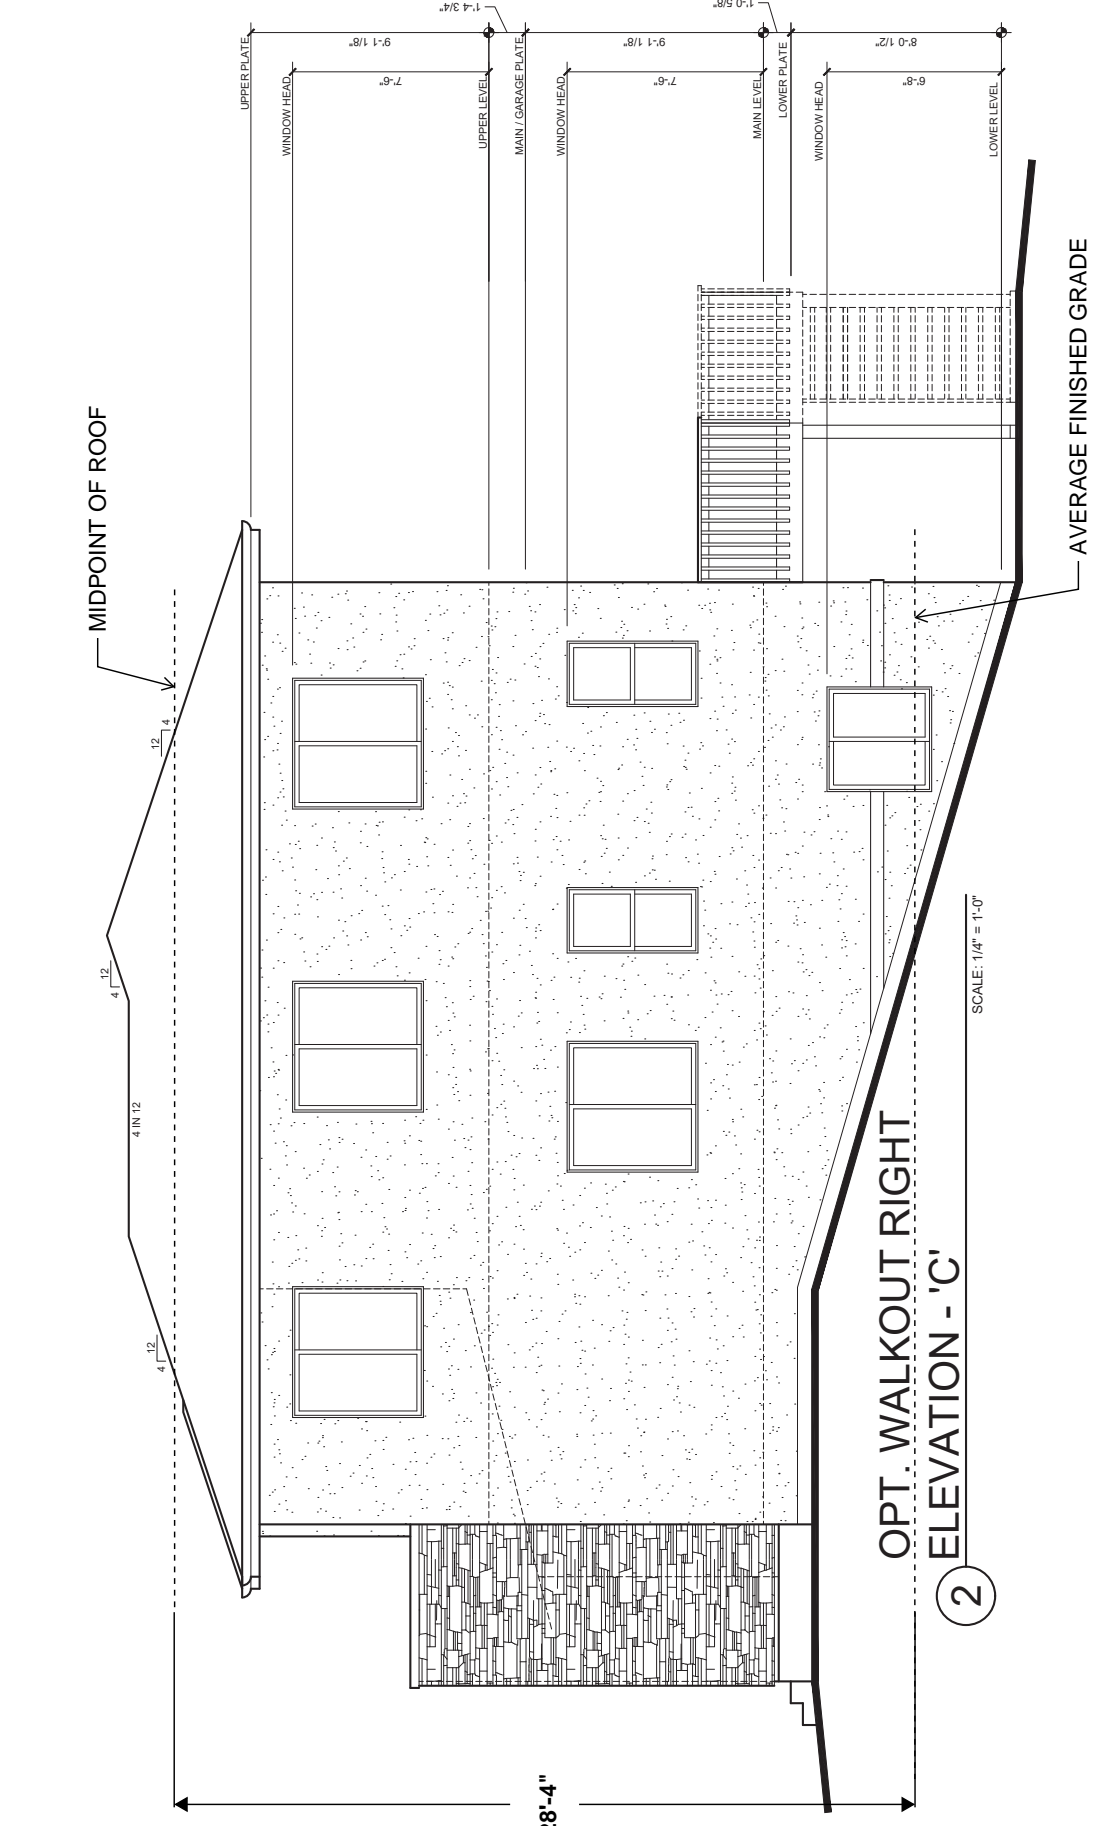 MIDPOINT OF ROOF
12
4
4 IN 12
4
12
12
4
UPPER PLATE
WINDOW HEAD
9'-1 1/8"
7'-6"
UPPER LEVEL
1'-4 3/4"
MAIN / GARAGE PLATE
WINDOW HEAD
9'-1 1/8"
7'-6"
MAIN LEVEL
1'-0 5/8"
LOWER PLATE
WINDOW HEAD
8'-0 1/2"
6'-8"
LOWER LEVEL
AVERAGE FINISHED GRADE
OPT. WALKOUT RIGHT
ELEVATION - 'C'
2
SCALE: 1/4" = 1'-0"